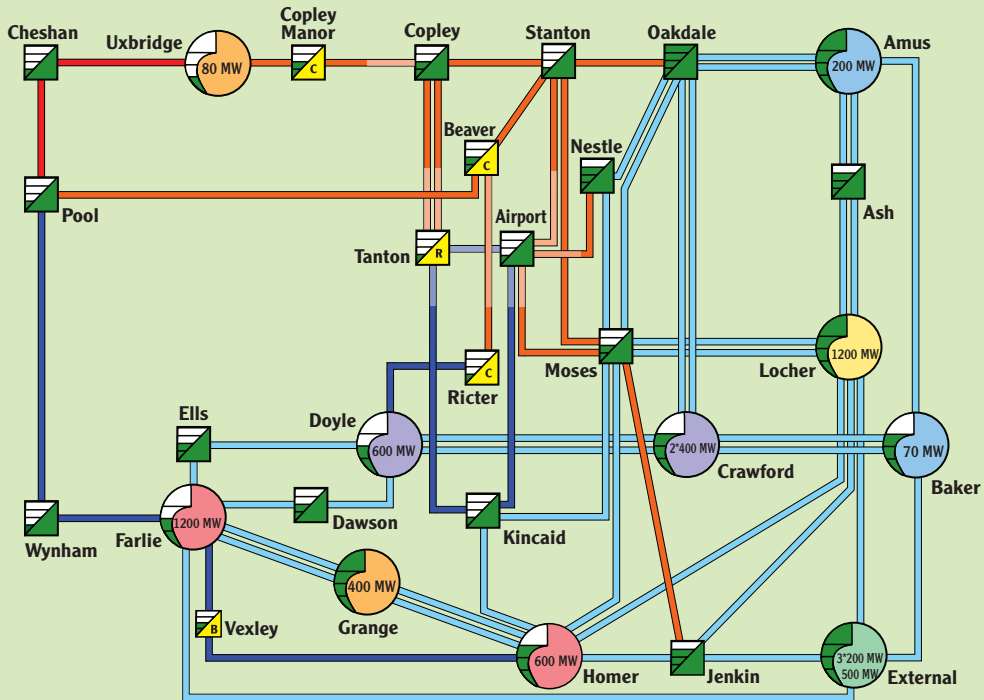 Cheshan
Uxbridge
80 MW
Copley
Manor
C
Copley
Stanton
Oakdale
Amus
200 MW
Beaver
C
Nestle
Ash
Pool
Airport
Tanton
R
Moses
Locher
1200 MW
Ricter
C
Ells
Doyle
600 MW
2*400 MW
Crawford
70 MW
Baker
Wynham
Farlie
1200 MW
Dawson
Kincaid
400 MW
Grange
B
Vexley
600 MW
Homer
Jenkin
3*200 MW
500 MW
External